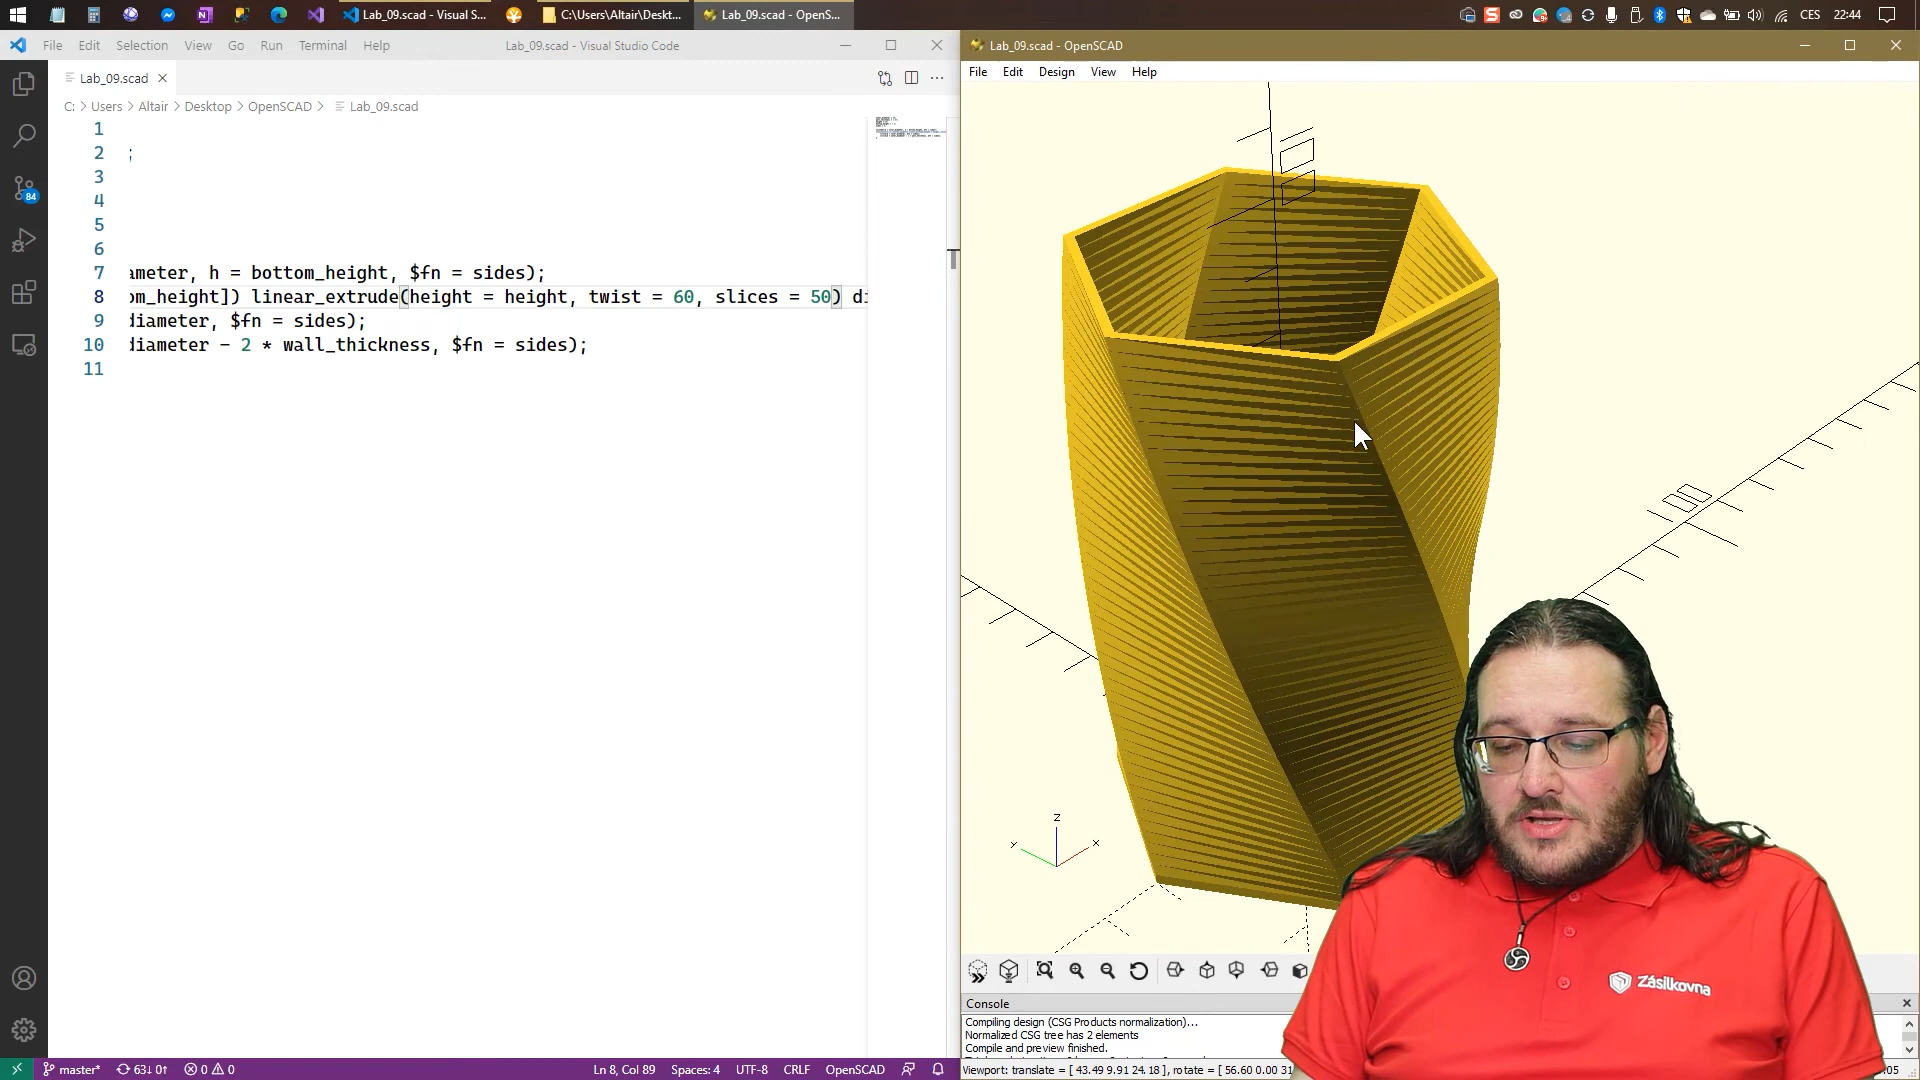 Lab_09.scad - Visual S...
C:\Users\Altair\Deskt...
Lab_09.scad - OpenS...
CES
22:44
File Edit Selection View Go Run Terminal Help
Lab_09.scad - Visual Studio Code
Lab_09.scad - OpenSCAD
Lab_09.scad
File Edit Design View Help
C: > Users > Altair > Desktop > OpenSCAD > Lab_09.scad
1
2 ;
3
4
5
6
7 ameter, h = bottom_height, $fn = sides);
8 om_height]) linear_extrude(height = height, twist = 60, slices = 50) di
9 diameter, $fn = sides);
10 diameter - 2 * wall_thickness, $fn = sides);
11
84
100
Z
Y
X
Zásilkovna
Console
Compiling design (CSG Products normalization)...
Normalized CSG tree has 2 elements
Compile and preview finished.
master* 63↓ 0↑ 0 0
Ln 8, Col 89 Spaces: 4 UTF-8 CRLF OpenSCAD
Viewport: translate = [ 43.49 9.91 24.18 ], rotate = [ 56.60 0.00 31
:05